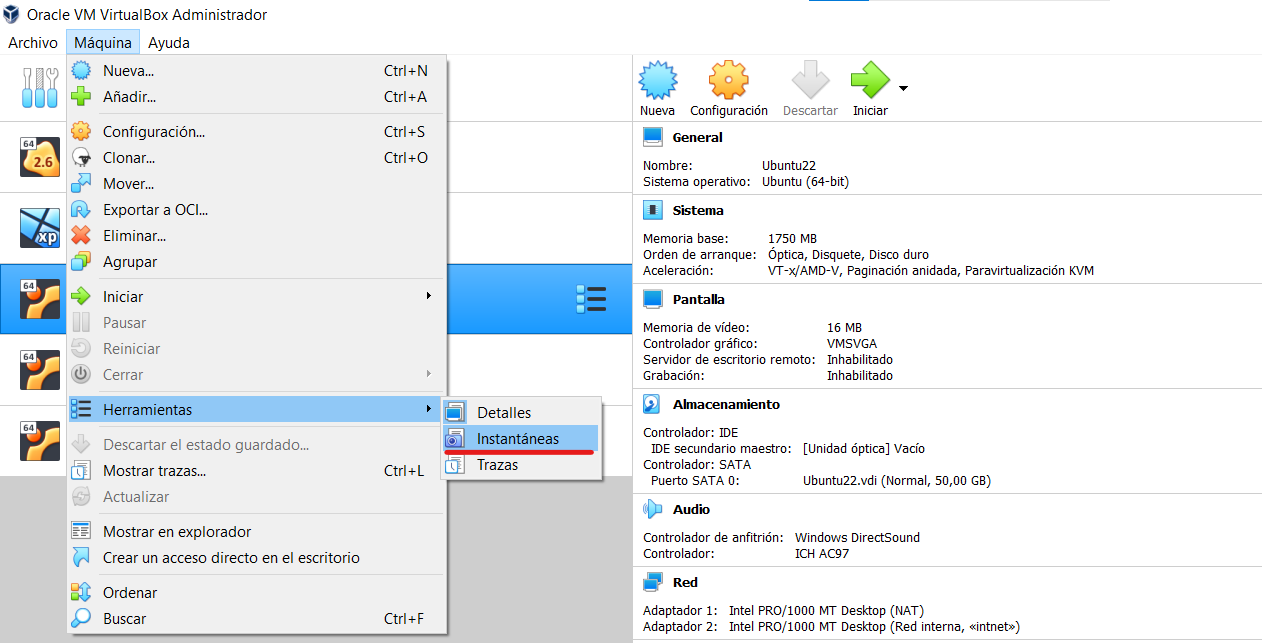 Oracle VM VirtualBox Administrador
Archivo Máquina Ayuda
Nueva... Ctrl+N
Añadir... Ctrl+A
Configuración... Ctrl+S
Clonar... Ctrl+O
Mover...
Exportar a OCI...
Eliminar...
Agrupar
Iniciar
Pausar
Reiniciar
Cerrar
Herramientas
Descartar el estado guardado...
Mostrar trazas... Ctrl+L
Actualizar
Mostrar en explorador
Crear un acceso directo en el escritorio
Ordenar
Buscar Ctrl+F
Detalles
Instantáneas
Trazas
64
2.6
xp
64
64
64
Nueva Configuración Descartar Iniciar
General
Nombre: Ubuntu22
Sistema operativo: Ubuntu (64-bit)
Sistema
Memoria base: 1750 MB
Orden de arranque: Óptica, Disquete, Disco duro
Aceleración: VT-x/AMD-V, Paginación anidada, Paravirtualización KVM
Pantalla
Memoria de vídeo: 16 MB
Controlador gráfico: VMSVGA
Servidor de escritorio remoto: Inhabilitado
Grabación: Inhabilitado
Almacenamiento
Controlador: IDE
IDE secundario maestro: [Unidad óptica] Vacío
Controlador: SATA
Puerto SATA 0: Ubuntu22.vdi (Normal, 50,00 GB)
Audio
Controlador de anfitrión: Windows DirectSound
Controlador: ICH AC97
Red
Adaptador 1: Intel PRO/1000 MT Desktop (NAT)
Adaptador 2: Intel PRO/1000 MT Desktop (Red interna, «intnet»)